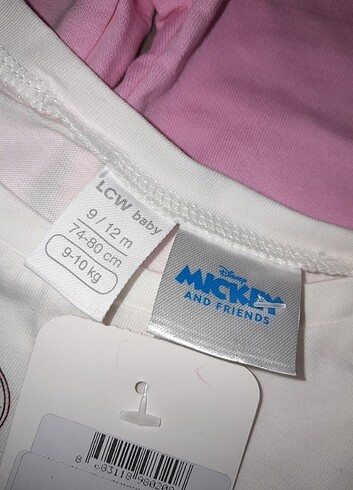 LCW baby
9 / 12 m
74-80 cm
9-10 kg
Disney
MICKEY
AND FRIENDS